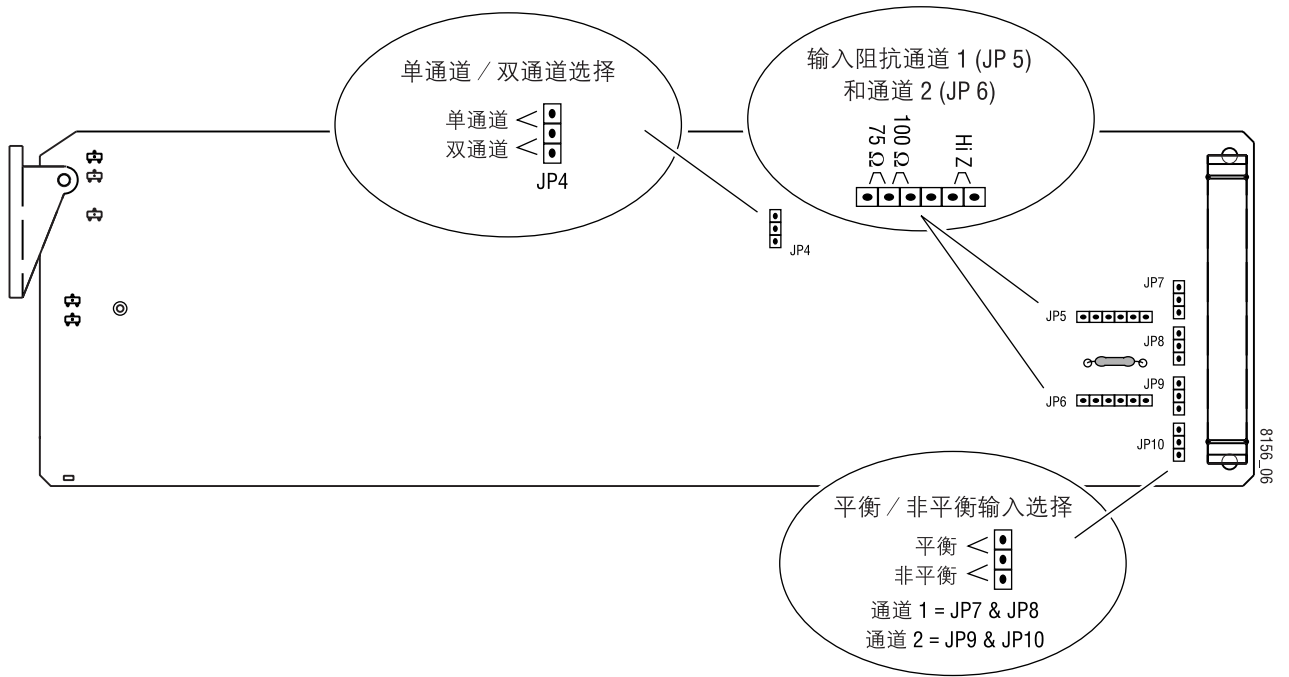 单通道 / 双通道选择
单通道
双通道
JP4
输入阻抗通道 1 (JP 5)
和通道 2 (JP 6)
75 Ω
100 Ω
Hi Z
JP4
JP7
JP5
JP8
JP9
JP6
JP10
8156_06
平衡 / 非平衡输入选择
平衡
非平衡
通道 1 = JP7 & JP8
通道 2 = JP9 & JP10